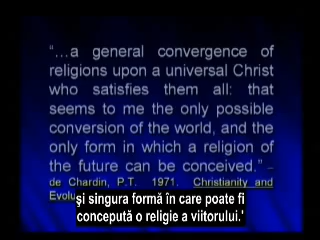 “…a general convergence of
religions upon a universal Christ
who satisfies them all: that
seems to me the only possible
conversion of the world, and the
only form in which a religion of
the future can be conceived.” –
de Chardin, P.T. 1971. Christianity and
Evolu
şi singura formă în care poate fi
concepută o religie a viitorului.'